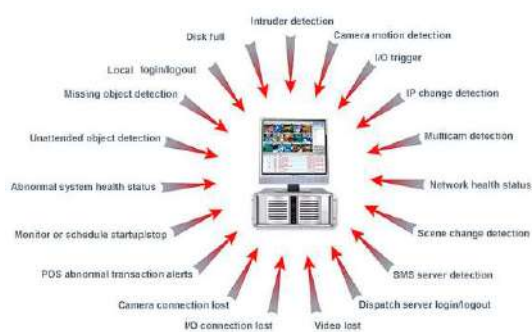 Intruder detection
Disk full
Camera motion detection
Local login/logout
I/O trigger
Missing object detection
IP change detection
Unattended object detection
Multicam detection
Abnormal system health status
Network health status
Monitor or schedule startup/stop
Scene change detection
POS abnormal transaction alerts
SMS server detection
Camera connection lost
Dispatch server login/logout
I/O connection lost
Video lost